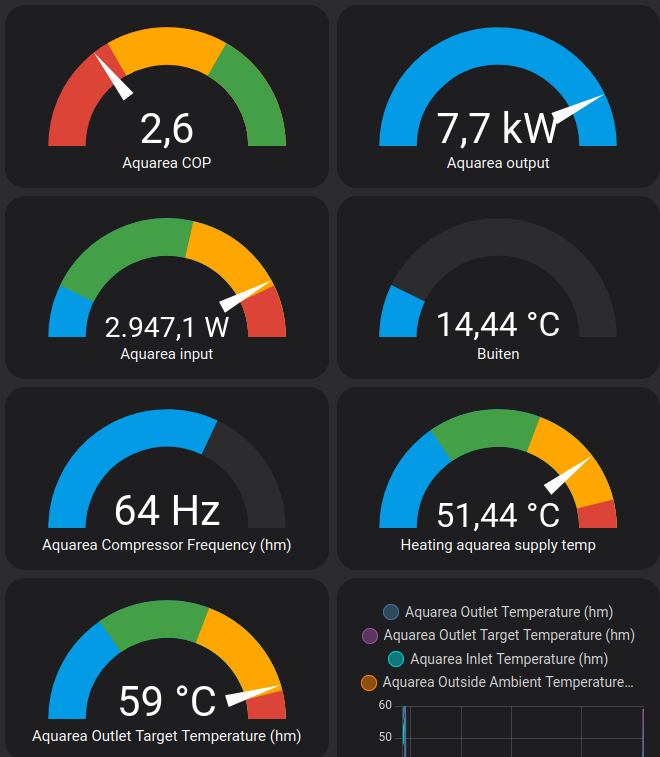 2,6
Aquarea COP
7,7 kW
Aquarea output
2.947,1 W
Aquarea input
14,44 °C
Buiten
64 Hz
Aquarea Compressor Frequency (hm)
51,44 °C
Heating aquarea supply temp
59 °C
Aquarea Outlet Target Temperature (hm)
Aquarea Outlet Temperature (hm)
Aquarea Outlet Target Temperature (hm)
Aquarea Inlet Temperature (hm)
Aquarea Outside Ambient Temperature...
60
50